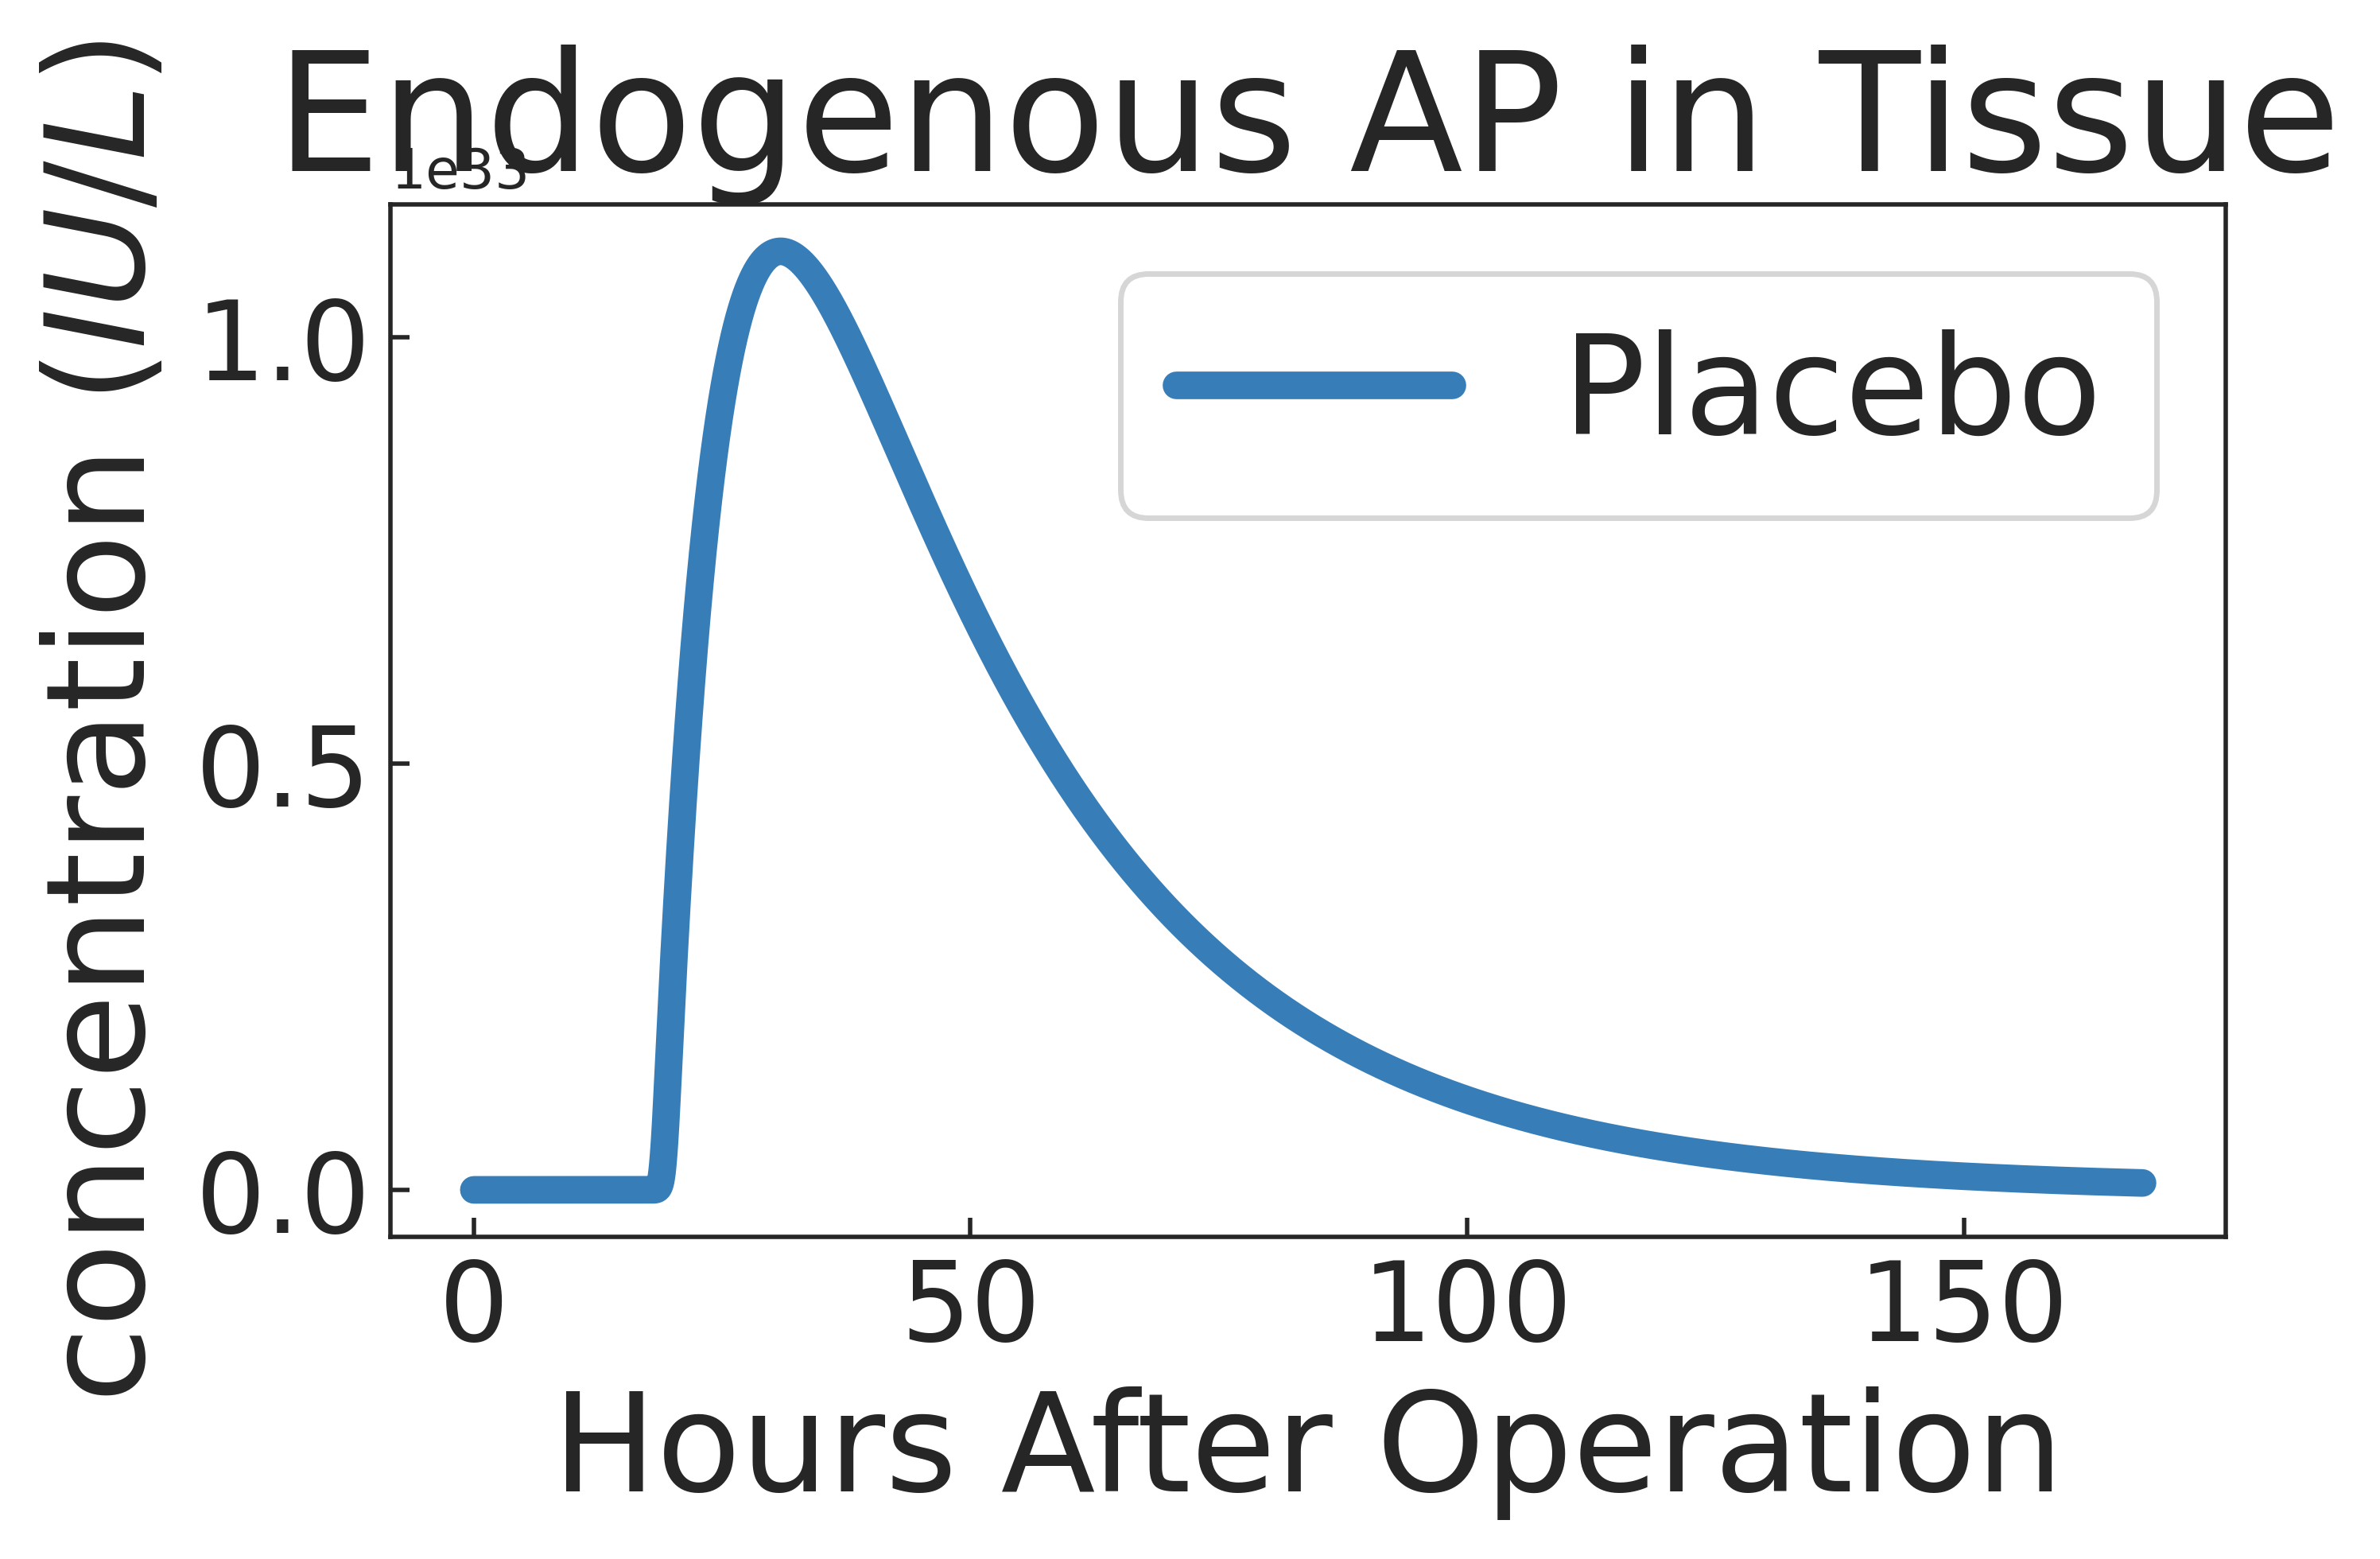 Endogenous AP in Tissue
concentration (IU/L)
1.0
0.5
0.0
Placebo
0
50
100
150
Hours After Operation